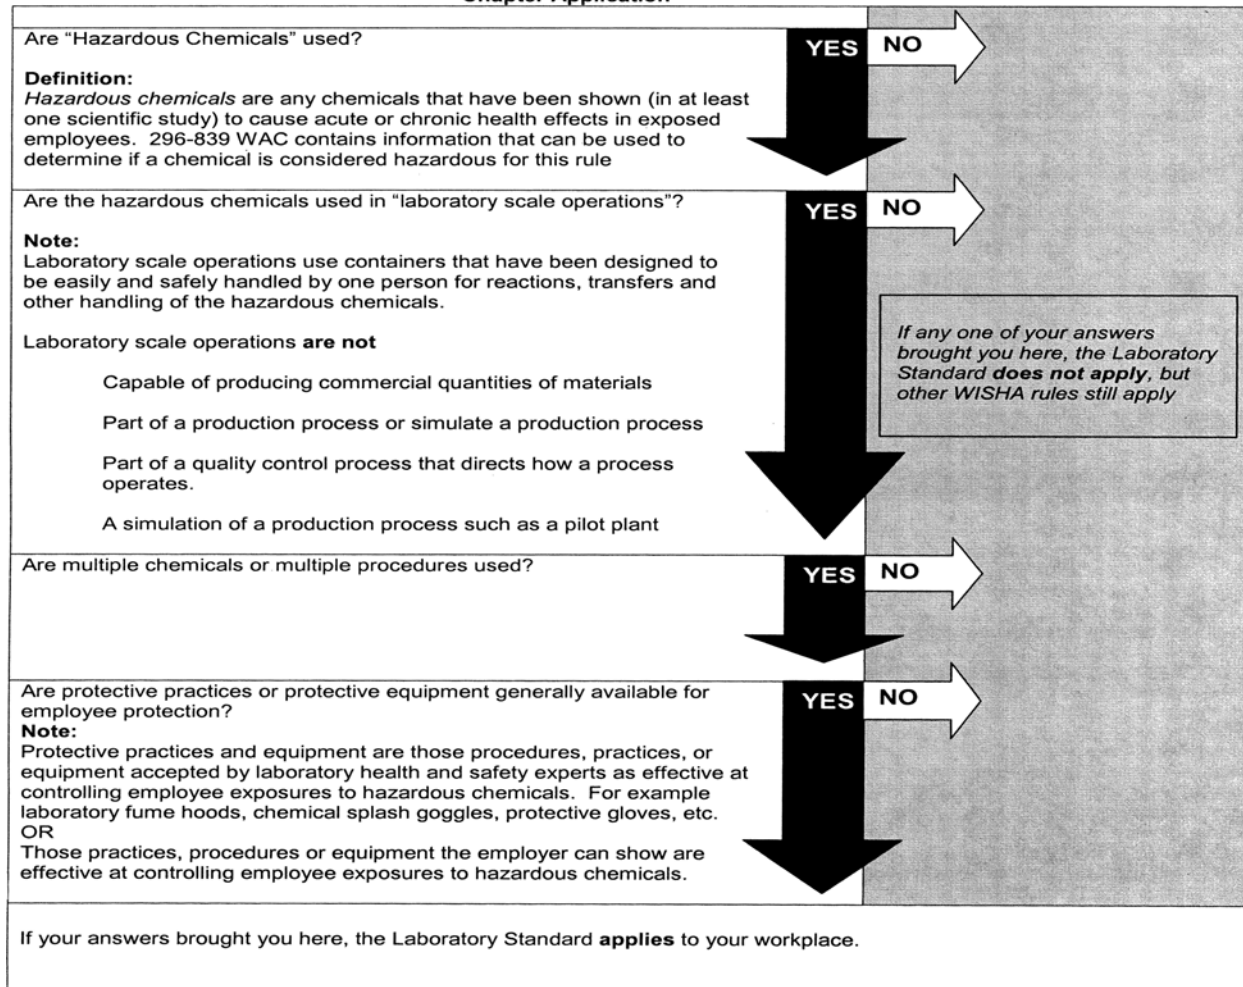 Chapter Application
Are “Hazardous Chemicals” used?
YES
NO
Definition:
Hazardous chemicals are any chemicals that have been shown (in at least
one scientific study) to cause acute or chronic health effects in exposed
employees.  296-839 WAC contains information that can be used to
determine if a chemical is considered hazardous for this rule
Are the hazardous chemicals used in “laboratory scale operations”?
YES
NO
Note:
Laboratory scale operations use containers that have been designed to
be easily and safely handled by one person for reactions, transfers and
other handling of the hazardous chemicals.
Laboratory scale operations are not
Capable of producing commercial quantities of materials
Part of a production process or simulate a production process
Part of a quality control process that directs how a process
operates.
A simulation of a production process such as a pilot plant
If any one of your answers
brought you here, the Laboratory
Standard does not apply, but
other WISHA rules still apply
Are multiple chemicals or multiple procedures used?
YES
NO
Are protective practices or protective equipment generally available for
employee protection?
YES
NO
Note:
Protective practices and equipment are those procedures, practices, or
equipment accepted by laboratory health and safety experts as effective at
controlling employee exposures to hazardous chemicals.  For example
laboratory fume hoods, chemical splash goggles, protective gloves, etc.
OR
Those practices, procedures or equipment the employer can show are
effective at controlling employee exposures to hazardous chemicals.
If your answers brought you here, the Laboratory Standard applies to your workplace.